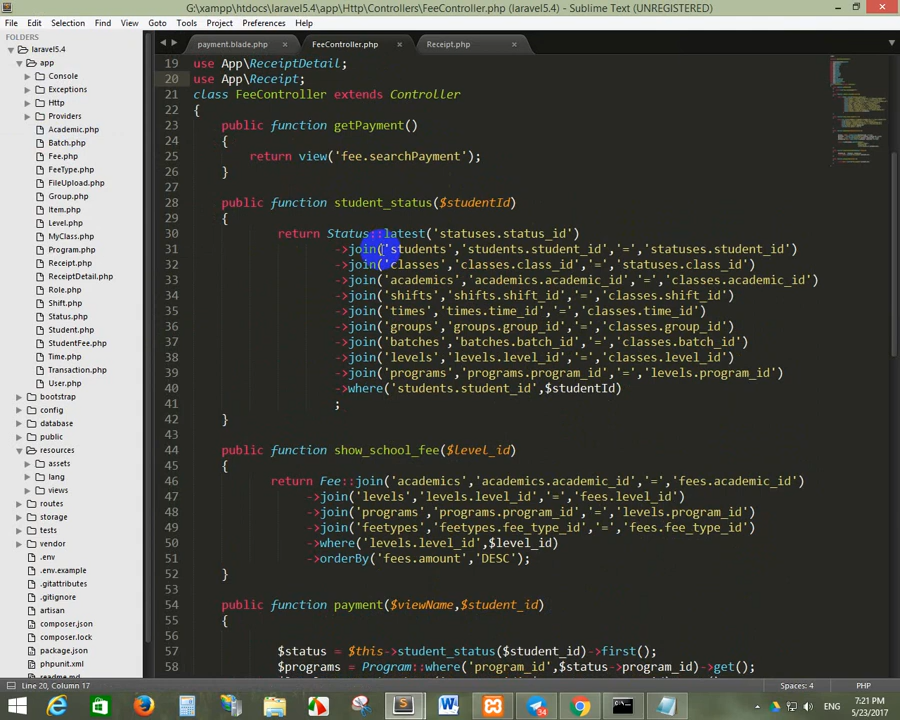 G:\xampp\htdocs\laravel5.4\app\Http\Controllers\FeeController.php (laravel5.4) - Sublime Text (UNREGISTERED)
File Edit Selection Find View Goto Tools Project Preferences Help
FOLDERS
laravel5.4
app
Console
Exceptions
Http
Providers
Academic.php
Batch.php
Fee.php
FeeType.php
FileUpload.php
Group.php
Item.php
Level.php
MyClass.php
Program.php
Receipt.php
ReceiptDetail.php
Role.php
Shift.php
Status.php
Student.php
StudentFee.php
Time.php
Transaction.php
User.php
bootstrap
config
database
public
resources
assets
lang
views
routes
storage
tests
vendor
.env
.env.example
.gitattributes
.gitignore
artisan
composer.json
composer.lock
package.json
phpunit.xml
readme.md
payment.blade.php × FeeController.php × Receipt.php ×
19 use App\ReceiptDetail;
20 use App\Receipt;
21 class FeeController extends Controller
22 {
23 public function getPayment()
24 {
25 return view('fee.searchPayment');
26 }
27
28 public function student_status($studentId)
29 {
30 return Status::latest('statuses.status_id')
31 ->join('students','students.student_id','=','statuses.student_id')
32 ->join('classes','classes.class_id','=','statuses.class_id')
33 ->join('academics','academics.academic_id','=','classes.academic_id')
34 ->join('shifts','shifts.shift_id','=','classes.shift_id')
35 ->join('times','times.time_id','=','classes.time_id')
36 ->join('groups','groups.group_id','=','classes.group_id')
37 ->join('batches','batches.batch_id','=','classes.batch_id')
38 ->join('levels','levels.level_id','=','classes.level_id')
39 ->join('programs','programs.program_id','=','levels.program_id')
40 ->where('students.student_id',$studentId)
41 ;
42 }
43
44 public function show_school_fee($level_id)
45 {
46 return Fee::join('academics','academics.academic_id','=','fees.academic_id')
47 ->join('levels','levels.level_id','=','fees.level_id')
48 ->join('programs','programs.program_id','=','levels.program_id')
49 ->join('feetypes','feetypes.fee_type_id','=','fees.fee_type_id')
50 ->where('levels.level_id',$level_id)
51 ->orderBy('fees.amount','DESC');
52 }
53
54 public function payment($viewName,$student_id)
55 {
56
57 $status = $this->student_status($student_id)->first();
58 $programs = Program::where('program_id',$status->program_id)->get();
Line 20, Column 17 Spaces: 4 PHP
34 ENG 7:21 PM
5/23/2017